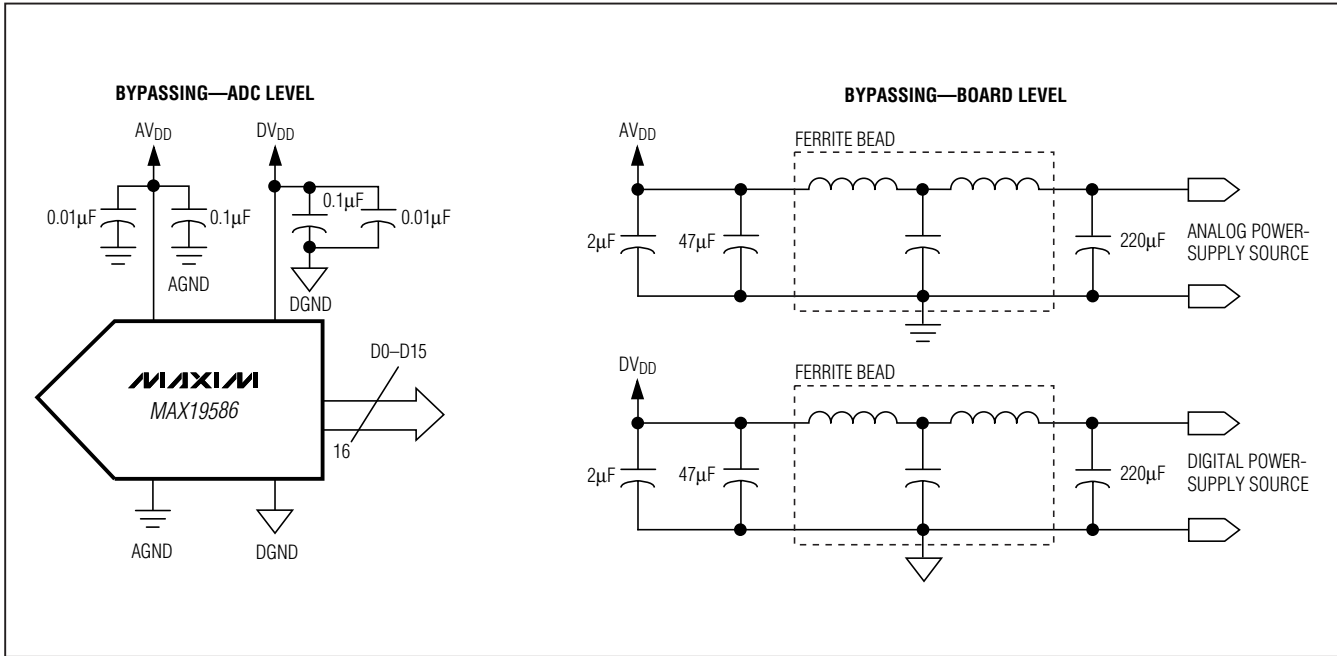 BYPASSING—ADC LEVEL
AVDD
DVDD
0.01µF
0.1µF
0.1µF
0.01µF
AGND
DGND
D0–D15
MAXIM
MAX19586
16
AGND
DGND
BYPASSING—BOARD LEVEL
AVDD
FERRITE BEAD
2µF
47µF
220µF
ANALOG POWER-
SUPPLY SOURCE
DVDD
FERRITE BEAD
2µF
47µF
220µF
DIGITAL POWER-
SUPPLY SOURCE